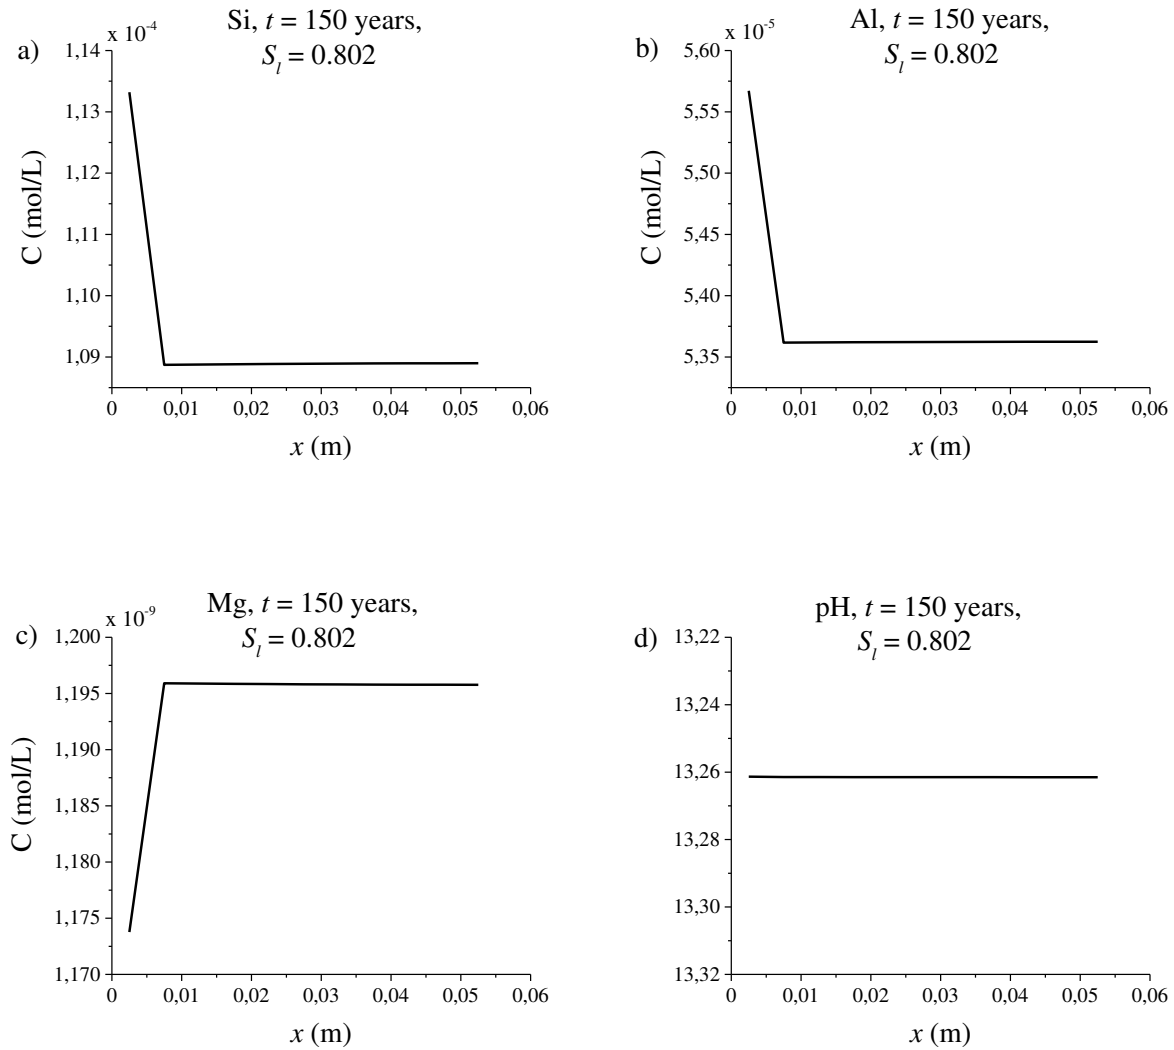 a)
Si, t = 150 years,
S_l = 0.802
x 10^-4
1,14
1,13
1,12
1,11
1,10
1,09
C (mol/L)
0 0,01 0,02 0,03 0,04 0,05 0,06
x (m)
b)
Al, t = 150 years,
S_l = 0.802
x 10^-5
5,60
5,55
5,50
5,45
5,40
5,35
C (mol/L)
0 0,01 0,02 0,03 0,04 0,05 0,06
x (m)
c)
Mg, t = 150 years,
S_l = 0.802
x 10^-9
1,200
1,195
1,190
1,185
1,180
1,175
1,170
C (mol/L)
0 0,01 0,02 0,03 0,04 0,05 0,06
x (m)
d)
pH, t = 150 years,
S_l = 0.802
13,22
13,24
13,26
13,28
13,30
13,32
0 0,01 0,02 0,03 0,04 0,05 0,06
x (m)